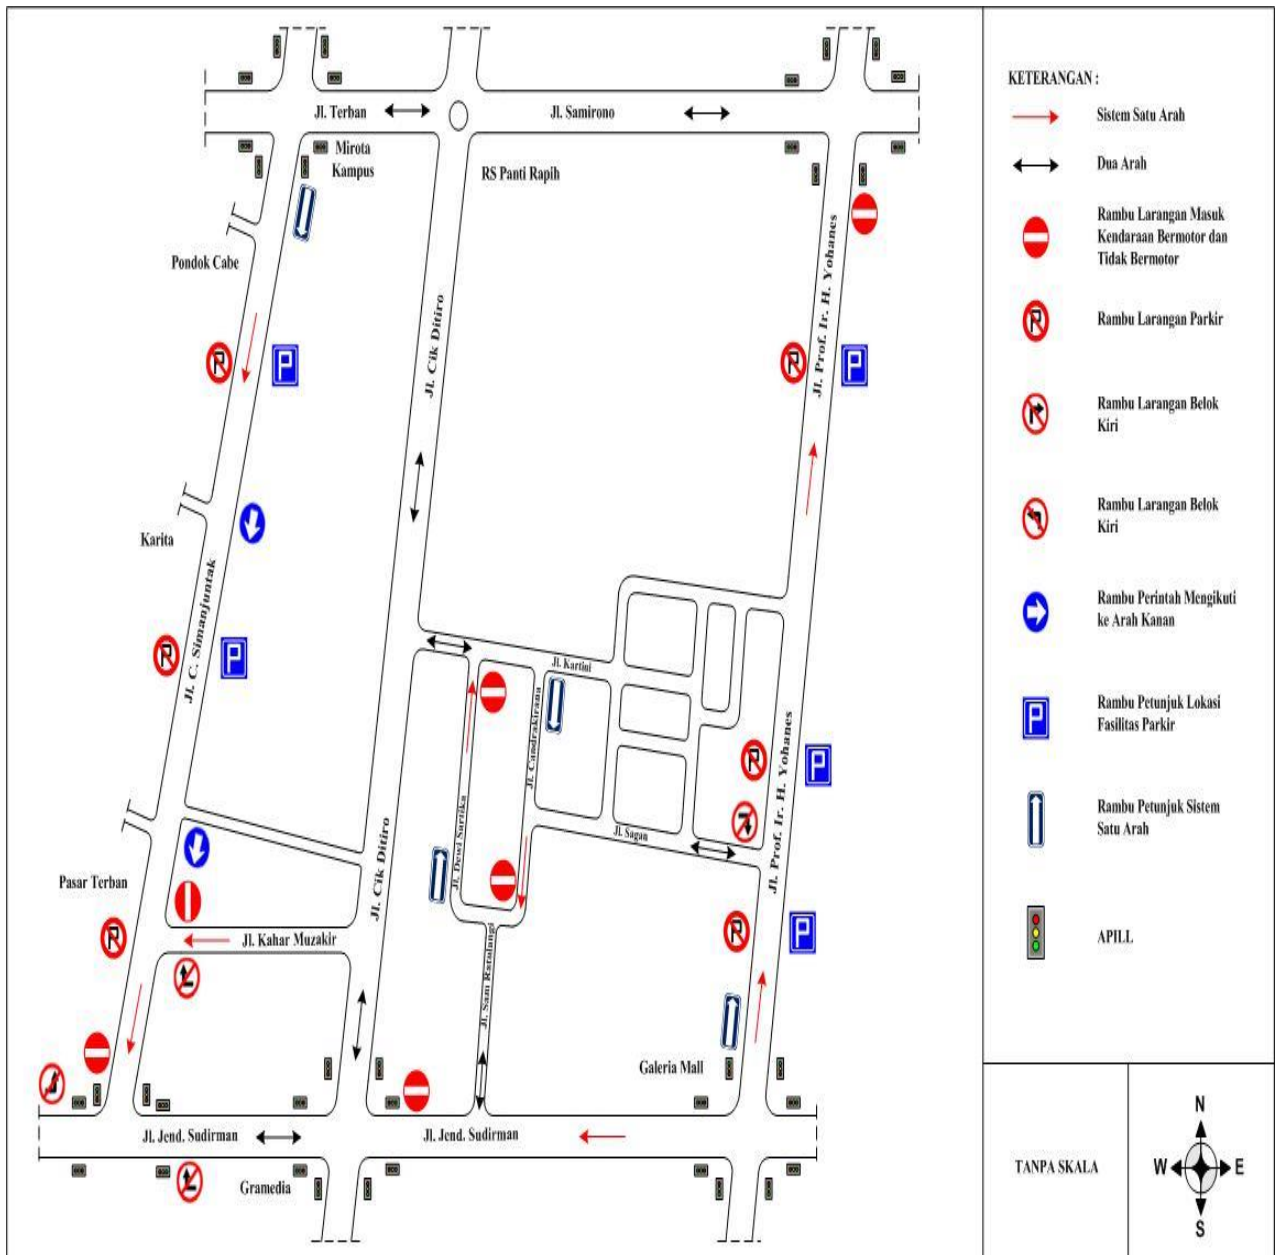 Jl. Terban
Jl. Samirono
Mirota
Kampus
RS Panti Rapih
Pondok Cabe
Jl. Cik Ditiro
Jl. Prof. Ir. H. Yohanes
P
P
P
P
Karita
Jl. C. Simanjuntak
P
P
Jl. Kartini
Jl. Candrakirana
Jl. Dewi Sartika
Jl. Sagan
P
P
Jl. Prof. Ir. H. Yohanes
Pasar Terban
Jl. Cik Ditiro
P
Jl. Kahar Muzakir
Jl. Sam Ratulangi
P
P
Galeria Mall
Jl. Jend. Sudirman
Jl. Jend. Sudirman
Gramedia
KETERANGAN :
Sistem Satu Arah
Dua Arah
Rambu Larangan Masuk
Kendaraan Bermotor dan
Tidak Bermotor
P
Rambu Larangan Parkir
Rambu Larangan Belok
Kiri
Rambu Larangan Belok
Kiri
Rambu Perintah Mengikuti
ke Arah Kanan
P
Rambu Petunjuk Lokasi
Fasilitas Parkir
Rambu Petunjuk Sistem
Satu Arah
APILL
TANPA SKALA
N
W
E
S